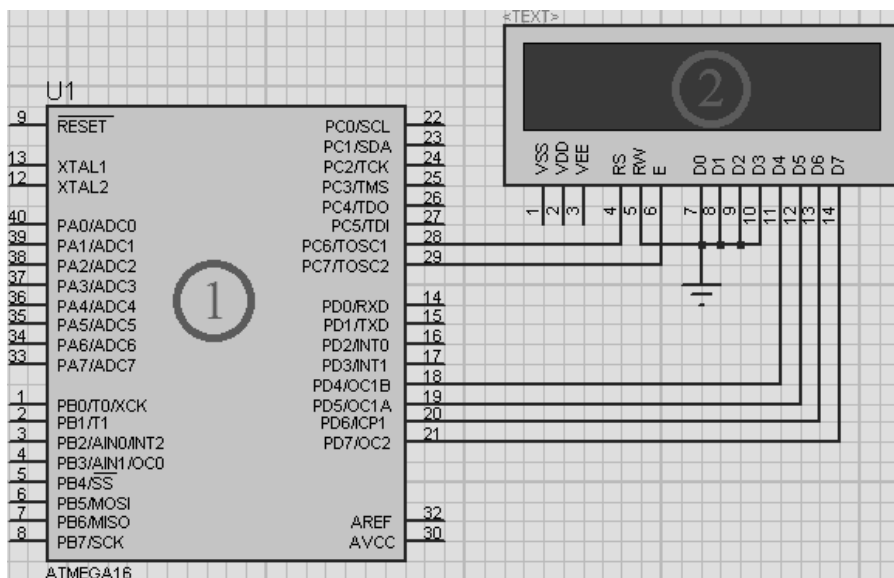 <TEXT>
2
VSS VDD VEE RS RW E D0 D1 D2 D3 D4 D5 D6 D7
1 2 3 4 5 6 7 8 9 10 11 12 13 14
U1
1
9 RESET
13 XTAL1
12 XTAL2
40 PA0/ADC0
39 PA1/ADC1
38 PA2/ADC2
37 PA3/ADC3
36 PA4/ADC4
35 PA5/ADC5
34 PA6/ADC6
33 PA7/ADC7
1 PB0/T0/XCK
2 PB1/T1
3 PB2/AIN0/INT2
4 PB3/AIN1/OC0
5 PB4/SS
6 PB5/MOSI
7 PB6/MISO
8 PB7/SCK
PC0/SCL 22
PC1/SDA 23
PC2/TCK 24
PC3/TMS 25
PC4/TDO 26
PC5/TDI 27
PC6/TOSC1 28
PC7/TOSC2 29
PD0/RXD 14
PD1/TXD 15
PD2/INT0 16
PD3/INT1 17
PD4/OC1B 18
PD5/OC1A 19
PD6/ICP1 20
PD7/OC2 21
AREF 32
AVCC 30
ATMEGA16